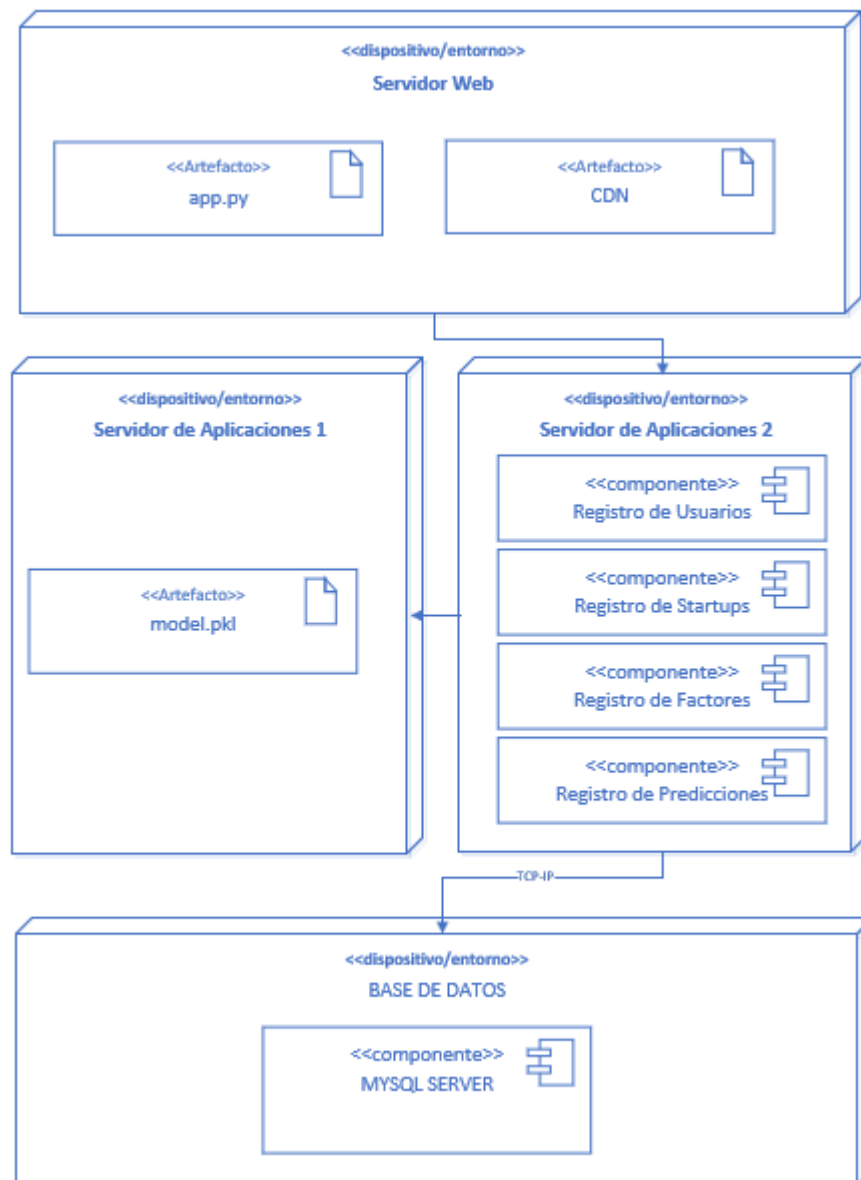 <<dispositivo/entorno>>
Servidor Web
<<Artefacto>>
app.py
<<Artefacto>>
CDN
<<dispositivo/entorno>>
Servidor de Aplicaciones 1
<<Artefacto>>
model.pkl
<<dispositivo/entorno>>
Servidor de Aplicaciones 2
<<componente>>
Registro de Usuarios
<<componente>>
Registro de Startups
<<componente>>
Registro de Factores
<<componente>>
Registro de Predicciones
TCP-IP
<<dispositivo/entorno>>
BASE DE DATOS
<<componente>>
MYSQL SERVER